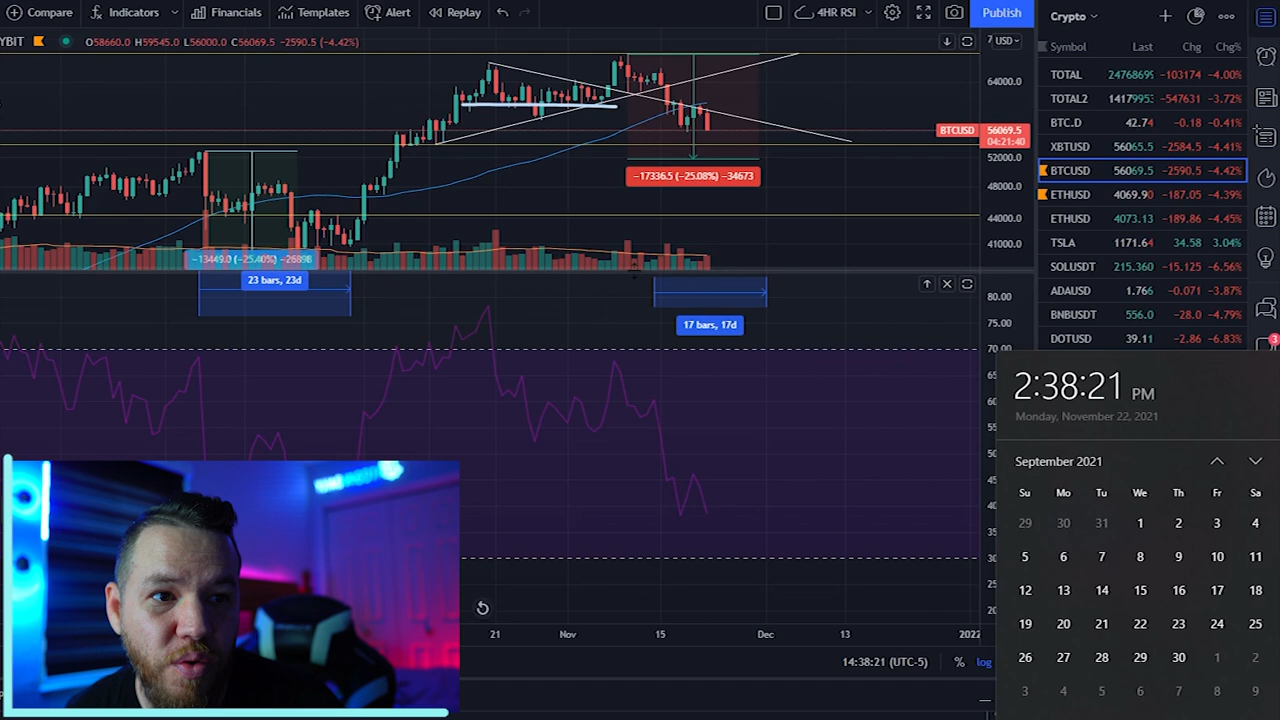 Compare Indicators Financials Templates Alert Replay 4HR RSI Publish Crypto
YBIT O58660.0 H59545.0 L56000.0 C56069.5 −2590.5 (−4.42%) USD
Symbol Last Chg Chg%
64000.0
52000.0
48000.0
44000.0
41000.0
BTCUSD 56069.5
04:21:40
−17336.5 (−25.08%) −34673
−13449.0 (−25.40%) −26898
23 bars, 23d
17 bars, 17d
TOTAL −103174 −4.00%
TOTAL2 −547631 −3.72%
BTC.D 42.74 −0.18 −0.41%
XBTUSD 56065.5 −2584.5 −4.41%
BTCUSD 56069.5 −2590.5 −4.42%
ETHUSD 4069.90 −187.05 −4.39%
ETHUSD 4073.13 −189.86 −4.45%
TSLA 1171.64 34.58 3.04%
SOLUSDT 215.360 −15.125 −6.56%
ADAUSD 1.766 −0.071 −3.87%
BNBUSDT 556.0 −28.0 −4.79%
DOTUSD 39.11 −2.86 −6.83%
3
80.00
75.00
70.00
21 Nov 15 Dec 13 2022
14:38:21 (UTC-5) % log
2:38:21 PM
Monday, November 22, 2021
September 2021
Su Mo Tu We Th Fr Sa
29 30 31 1 2 3 4
5 6 7 8 9 10 11
12 13 14 15 16 17 18
19 20 21 22 23 24 25
26 27 28 29 30 1 2
3 4 5 6 7 8 9